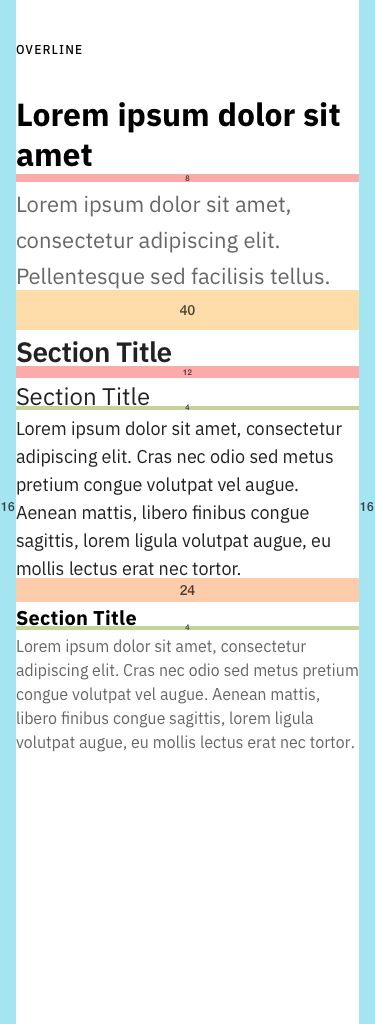 OVERLINE
Lorem ipsum dolor sit
amet
8
Lorem ipsum dolor sit amet,
consectetur adipiscing elit.
Pellentesque sed facilisis tellus.
40
Section Title
12
Section Title
4
Lorem ipsum dolor sit amet, consectetur
adipiscing elit. Cras nec odio sed metus
pretium congue volutpat vel augue.
16
16
Aenean mattis, libero finibus congue
sagittis, lorem ligula volutpat augue, eu
mollis lectus erat nec tortor.
24
Section Title
4
Lorem ipsum dolor sit amet, consectetur
adipiscing elit. Cras nec odio sed metus pretium
congue volutpat vel augue. Aenean mattis,
libero finibus congue sagittis, lorem ligula
volutpat augue, eu mollis lectus erat nec tortor.